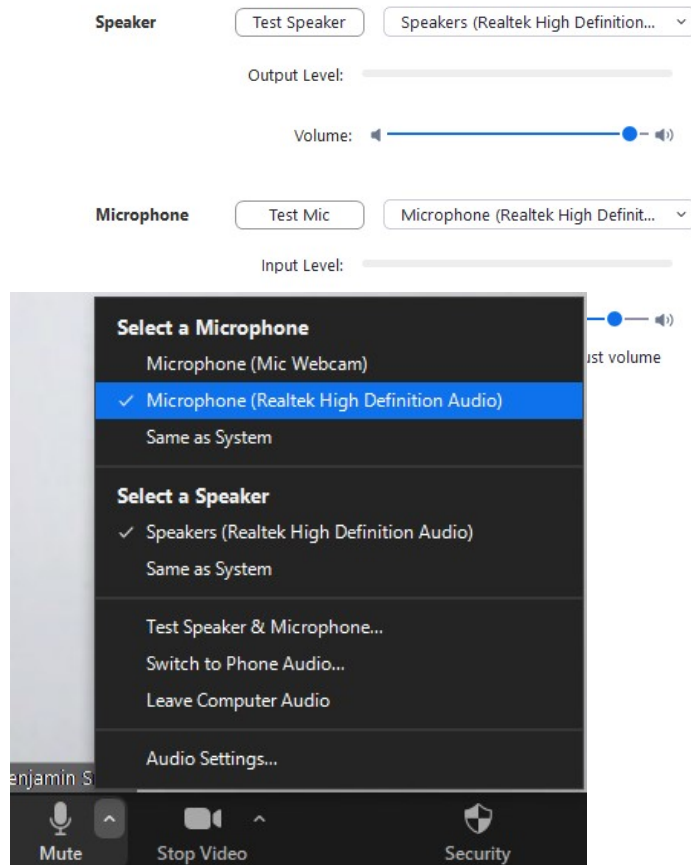 Speaker Test Speaker Speakers (Realtek High Definition...
Output Level:
Volume:
Microphone Test Mic Microphone (Realtek High Definit...
Input Level:
ust volume
Select a Microphone
Microphone (Mic Webcam)
Microphone (Realtek High Definition Audio)
Same as System
Select a Speaker
Speakers (Realtek High Definition Audio)
Same as System
Test Speaker & Microphone...
Switch to Phone Audio...
Leave Computer Audio
Audio Settings...
enjamin S
Mute Stop Video Security